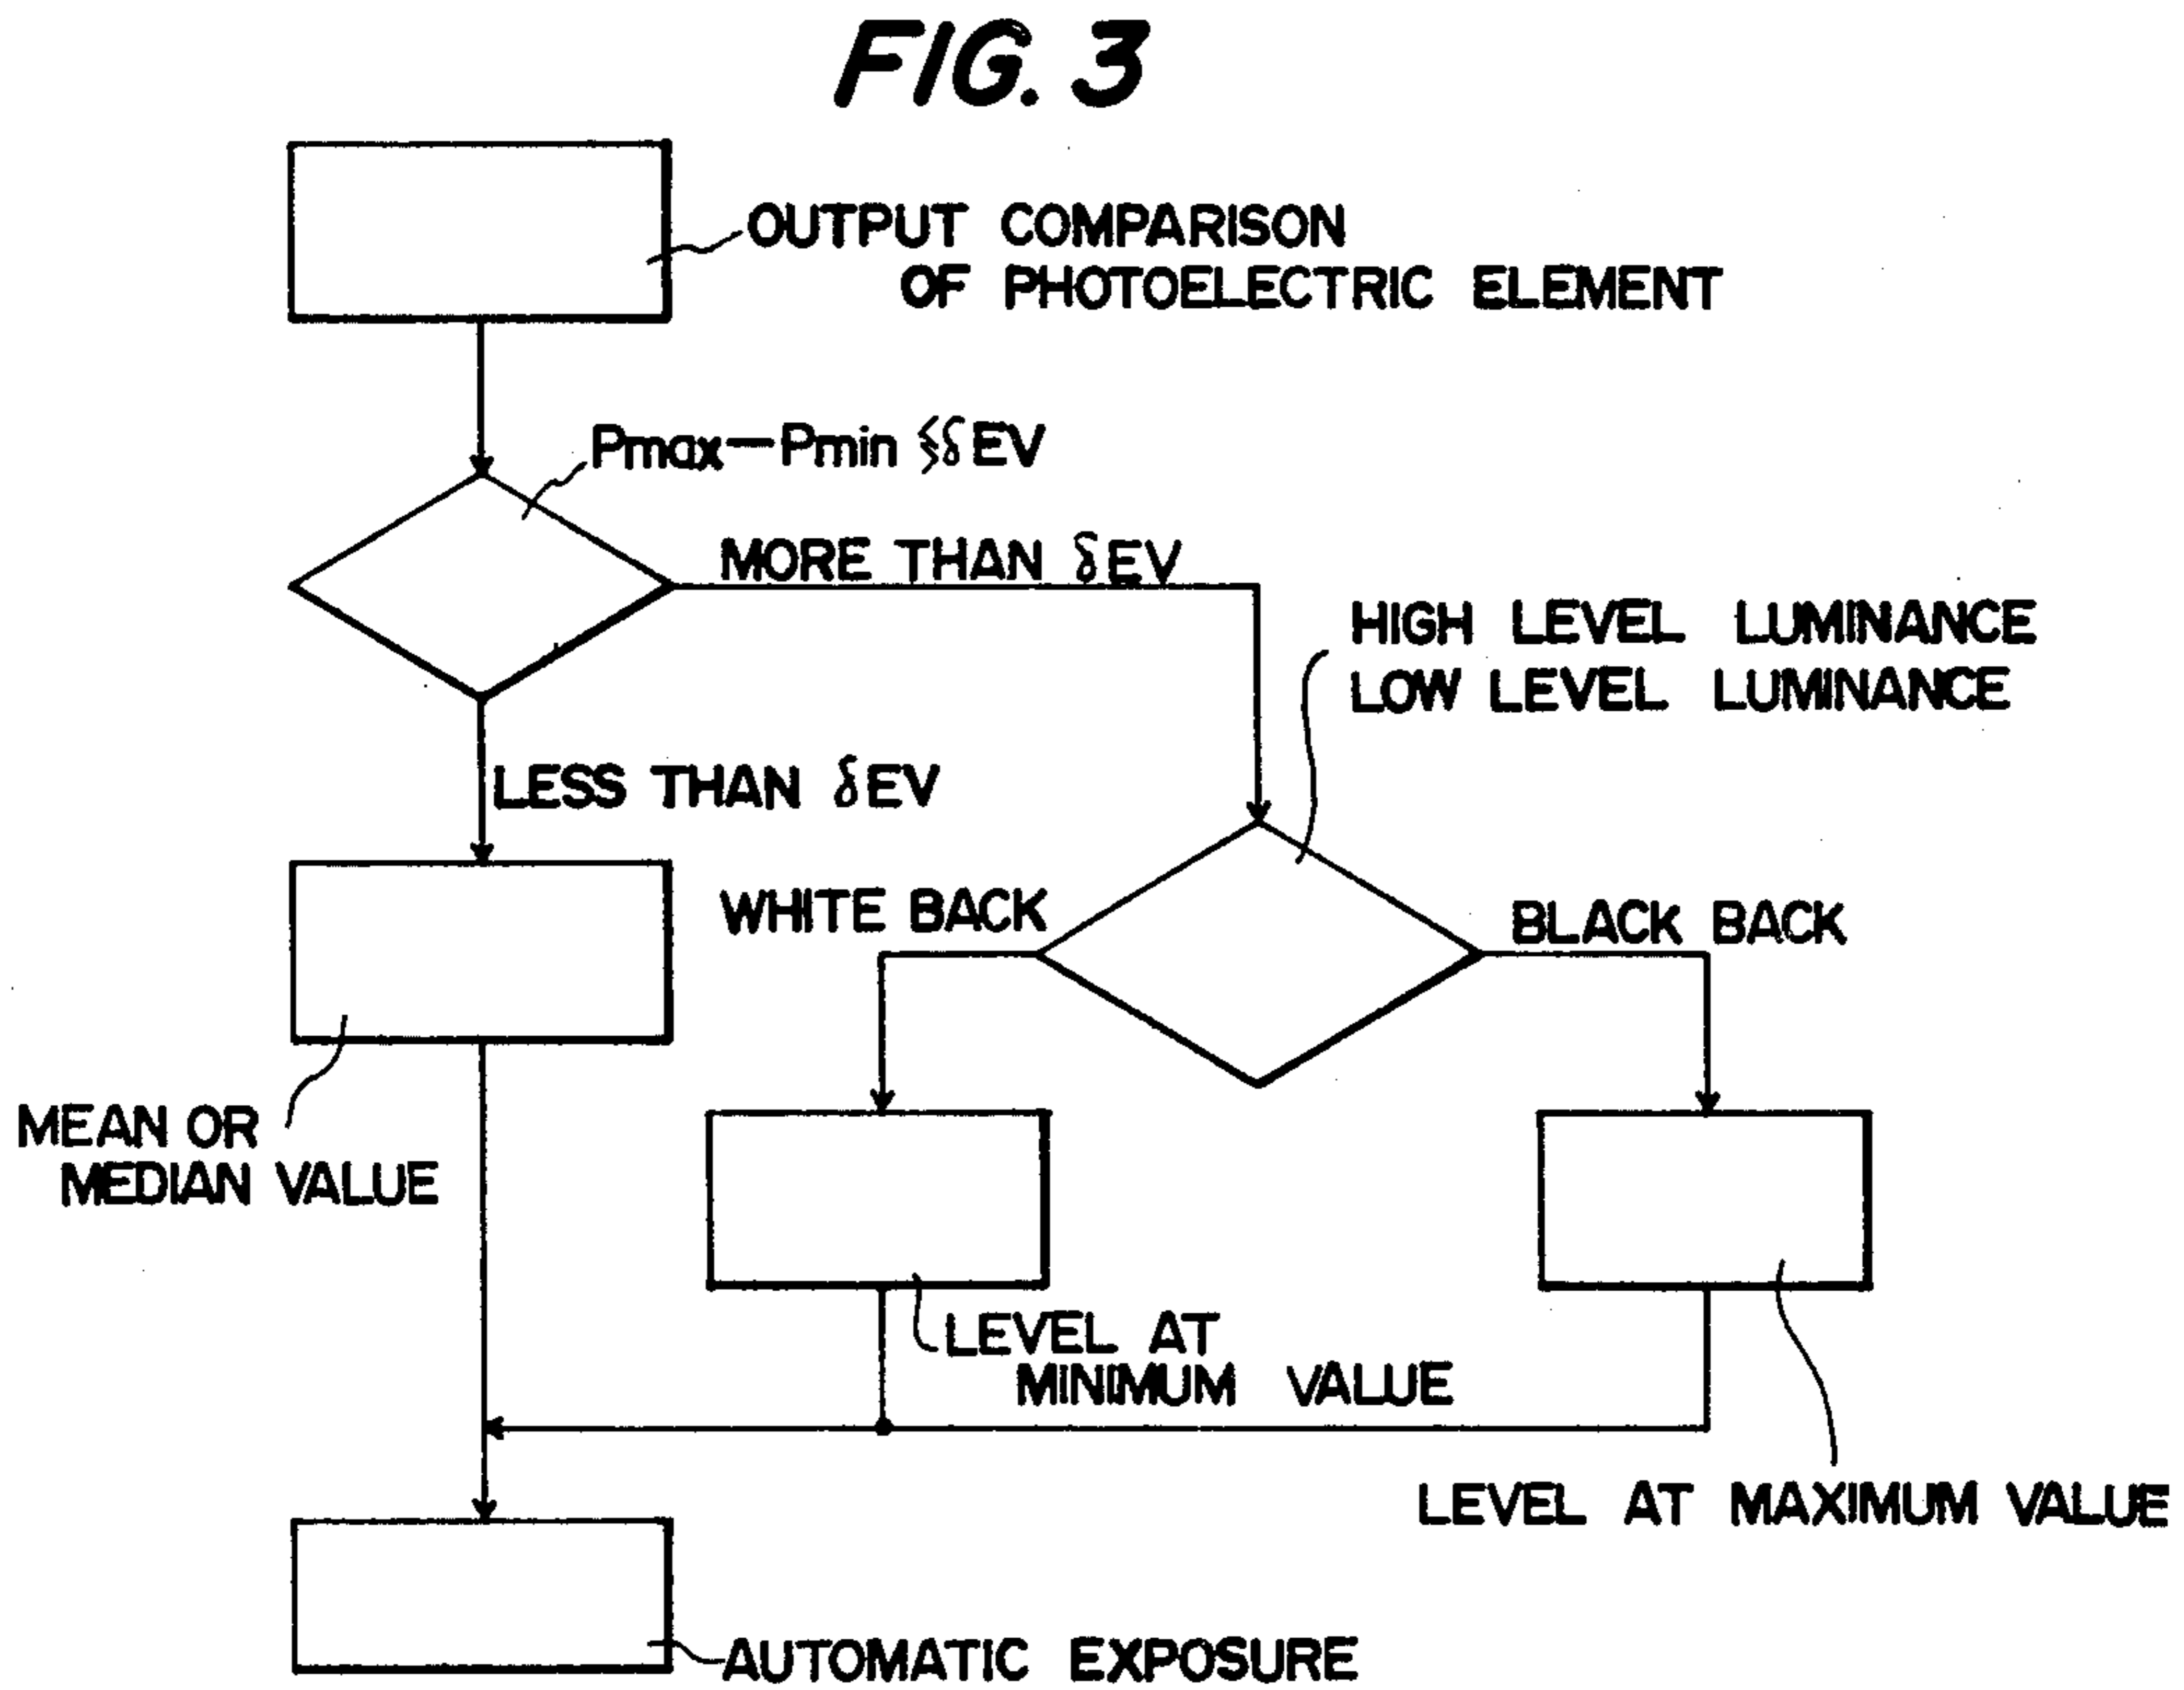 FIG. 3
OUTPUT COMPARISON
OF PHOTOELECTRIC ELEMENT
Pmax—Pmin ≶δEV
MORE THAN δEV
HIGH LEVEL LUMINANCE
LOW LEVEL LUMINANCE
LESS THAN δEV
WHITE BACK
BLACK BACK
MEAN OR
MEDIAN VALUE
LEVEL AT
MINIMUM VALUE
LEVEL AT MAXIMUM VALUE
AUTOMATIC EXPOSURE